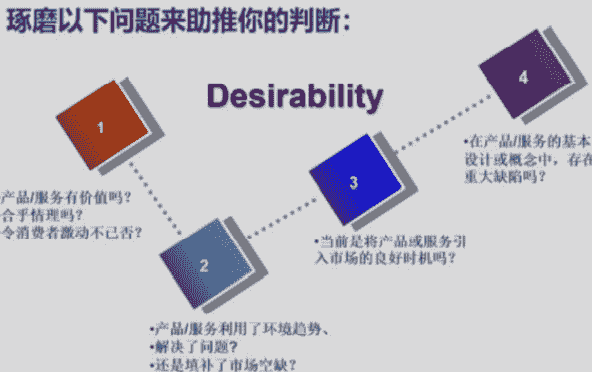 琢磨以下问题来助推你的判断：
Desirability
1
产品/服务有价值吗？
合乎情理吗？
令消费者激动不已否？
2
•产品/服务利用了环境趋势、
•解决了问题？
•还是填补了市场空缺？
3
•当前是将产品或服务引
入市场的良好时机吗？
4
•在产品/服务的基本
设计或概念中，存在
重大缺陷吗？